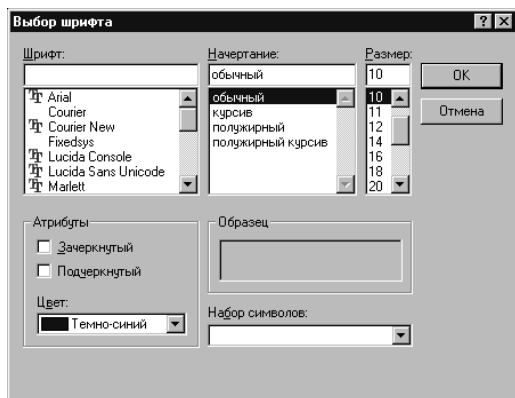 Выбор шрифта
Шрифт:
Начертание:
Размер:
обычный
10
OK
Отмена
Arial
Courier
Courier New
Fixedsys
Lucida Console
Lucida Sans Unicode
Marlett
обычный
курсив
полужирный
полужирный курсив
10
11
12
14
16
18
20
Атрибуты
Зачеркнутый
Подчеркнутый
Цвет:
Темно-синий
Образец
Набор символов: